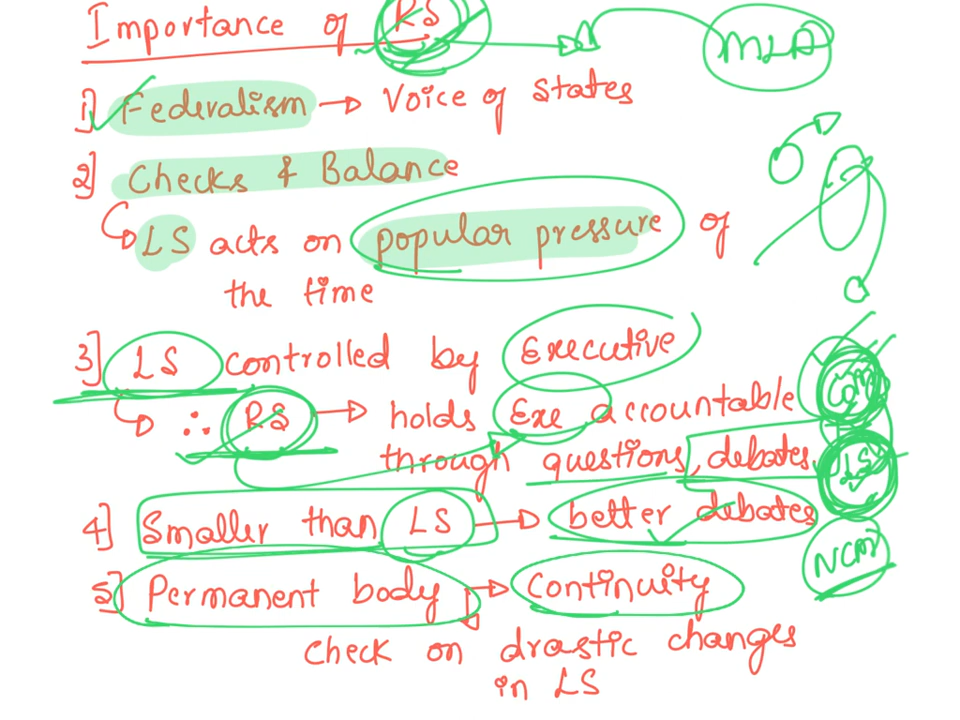 Importance of RS MLA
1] Federalism → Voice of States
2] Checks & Balance
LS acts on popular pressure of
the time
3] LS controlled by Executive
∴ RS → holds Exe accountable COM
through questions, debates, LS
4] Smaller than LS → better debates
NCM
5] Permanent body → Continuity
check on drastic changes
in LS